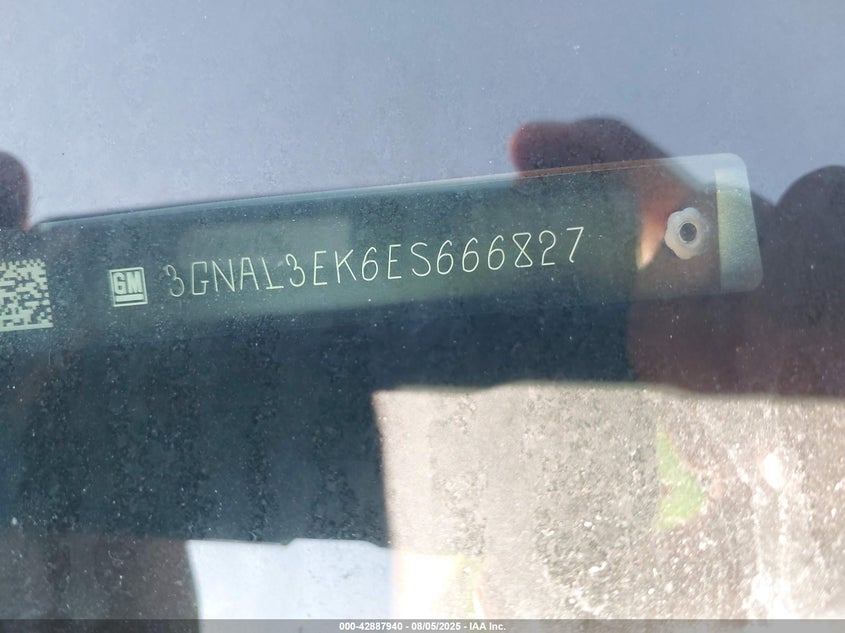 GM 3GNAL3EK6ES666827
000-42887940 - 08/05/2025 - IAA Inc.